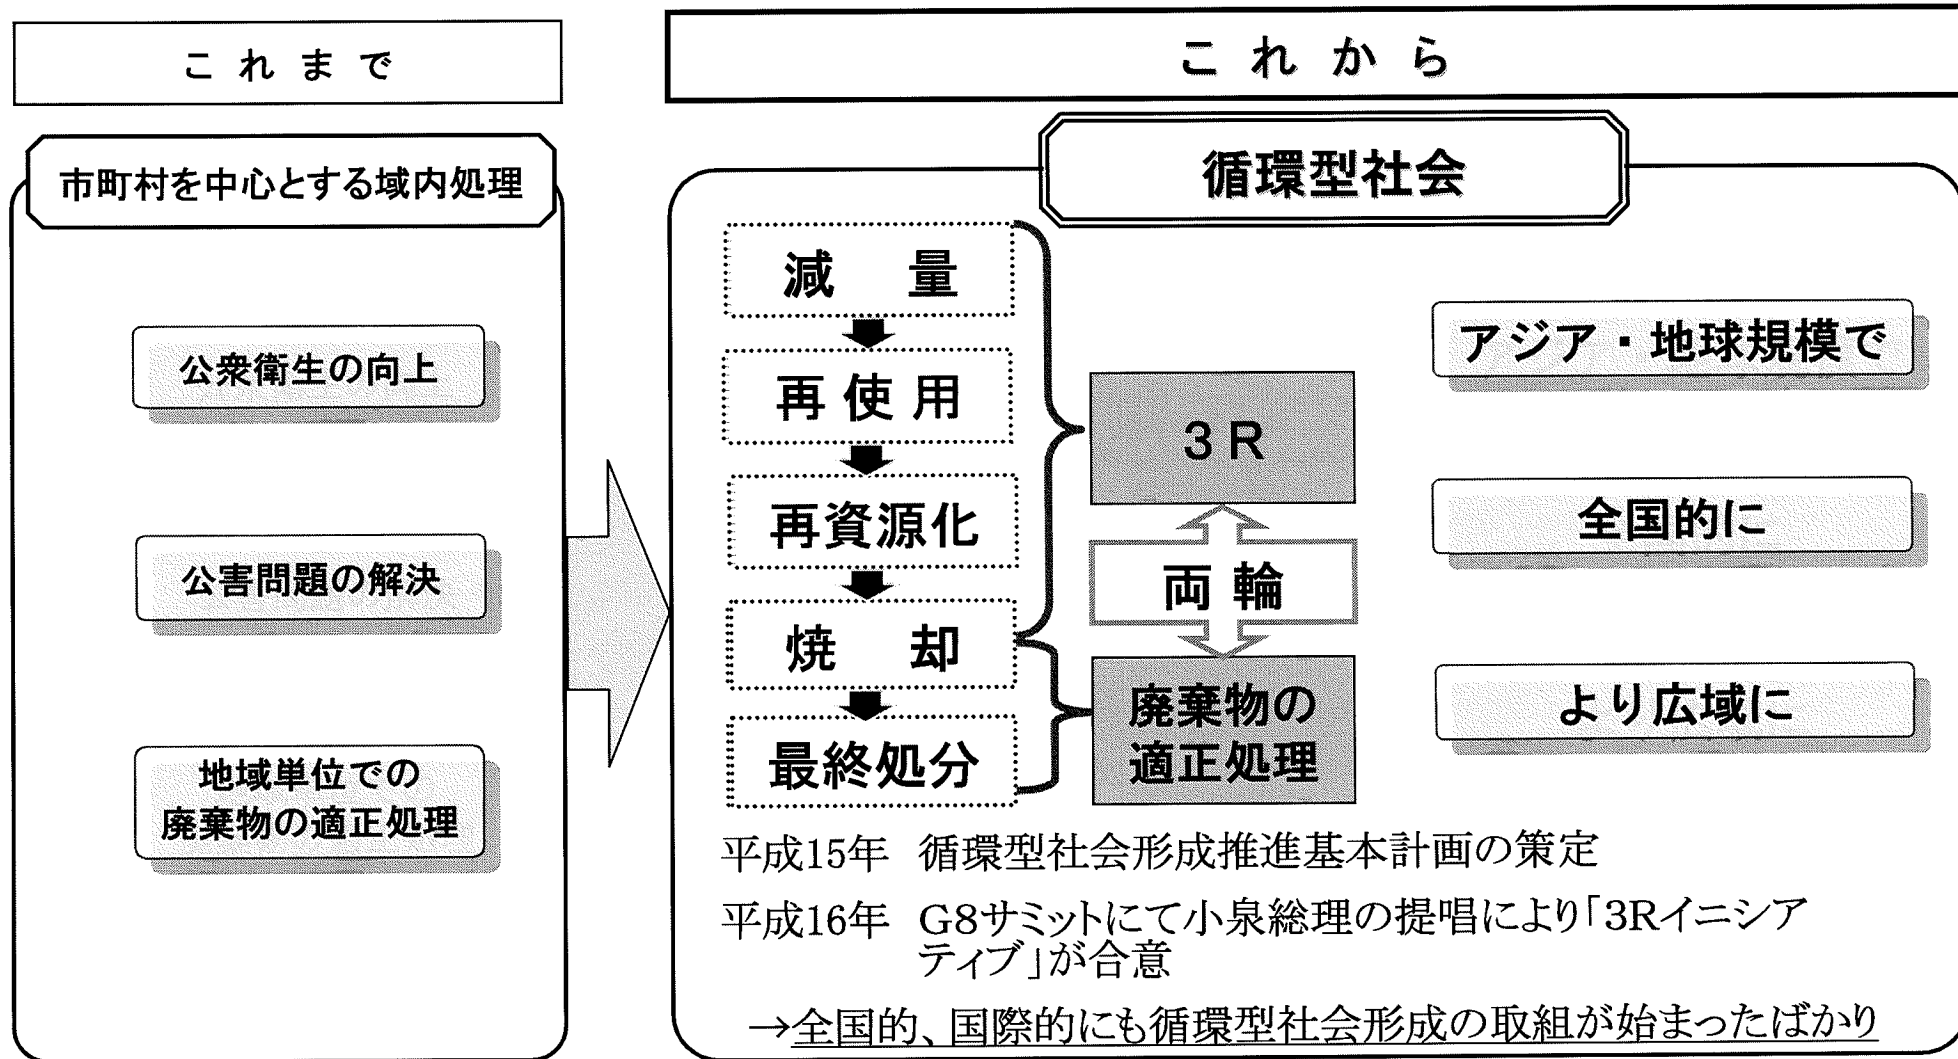 これまで
市町村を中心とする域内処理
公衆衛生の向上
公害問題の解決
地域単位での
廃棄物の適正処理
これから
循環型社会
減量
再使用
再資源化
焼却
最終処分
3R
両輪
廃棄物の
適正処理
アジア・地球規模で
全国的に
より広域に
平成15年 循環型社会形成推進基本計画の策定
平成16年 G8サミットにて小泉総理の提唱により「3Rイニシア
ティブ」が合意
→全国的、国際的にも循環型社会形成の取組が始まったばかり